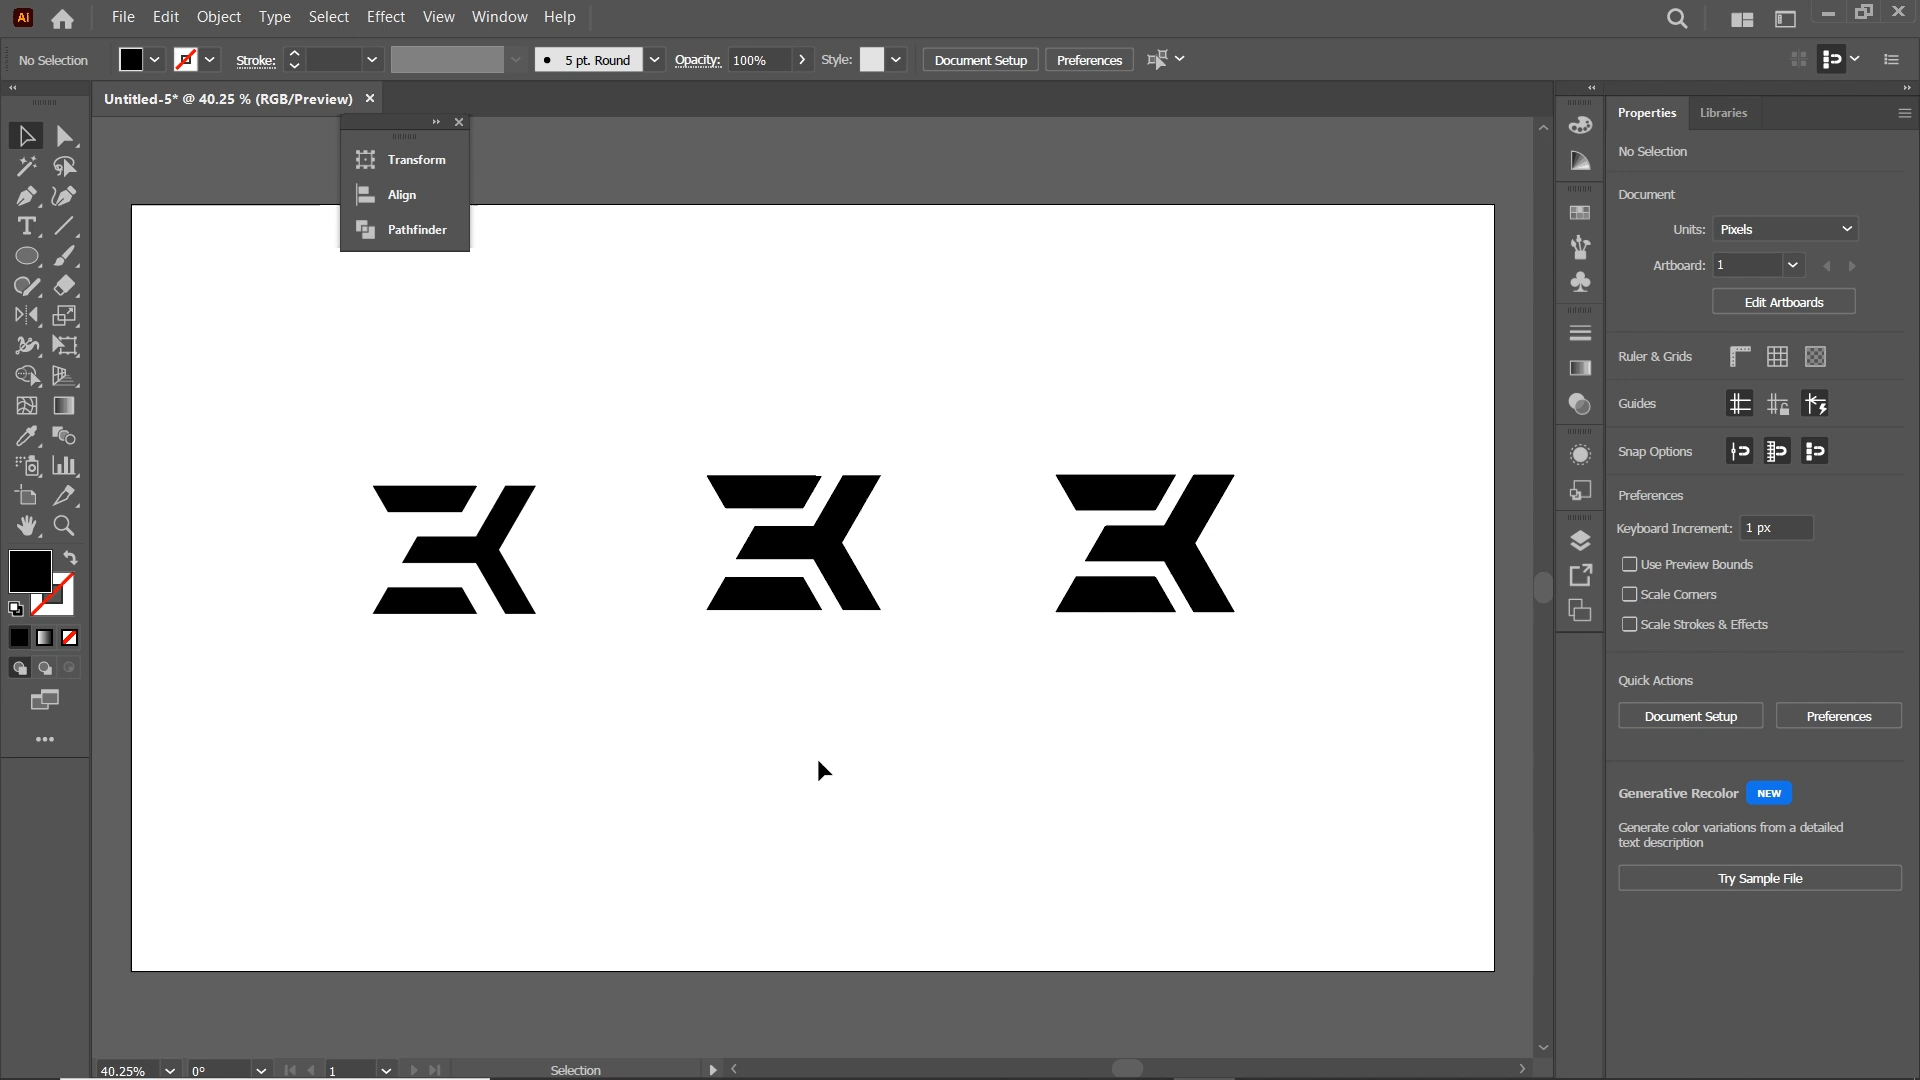 Ai File Edit Object Type Select Effect View Window Help
No Selection Stroke: 5 pt. Round Opacity: 100% Style: Document Setup Preferences
Untitled-5* @ 40.25 % (RGB/Preview)
Transform
Align
Pathfinder
T
40.25% 0° 1 Selection
Properties Libraries
No Selection
Document
Units: Pixels
Artboard: 1
Edit Artboards
Ruler & Grids
Guides
Snap Options
Preferences
Keyboard Increment: 1 px
Use Preview Bounds
Scale Corners
Scale Strokes & Effects
Quick Actions
Document Setup Preferences
Generative Recolor NEW
Generate color variations from a detailed
text description
Try Sample File